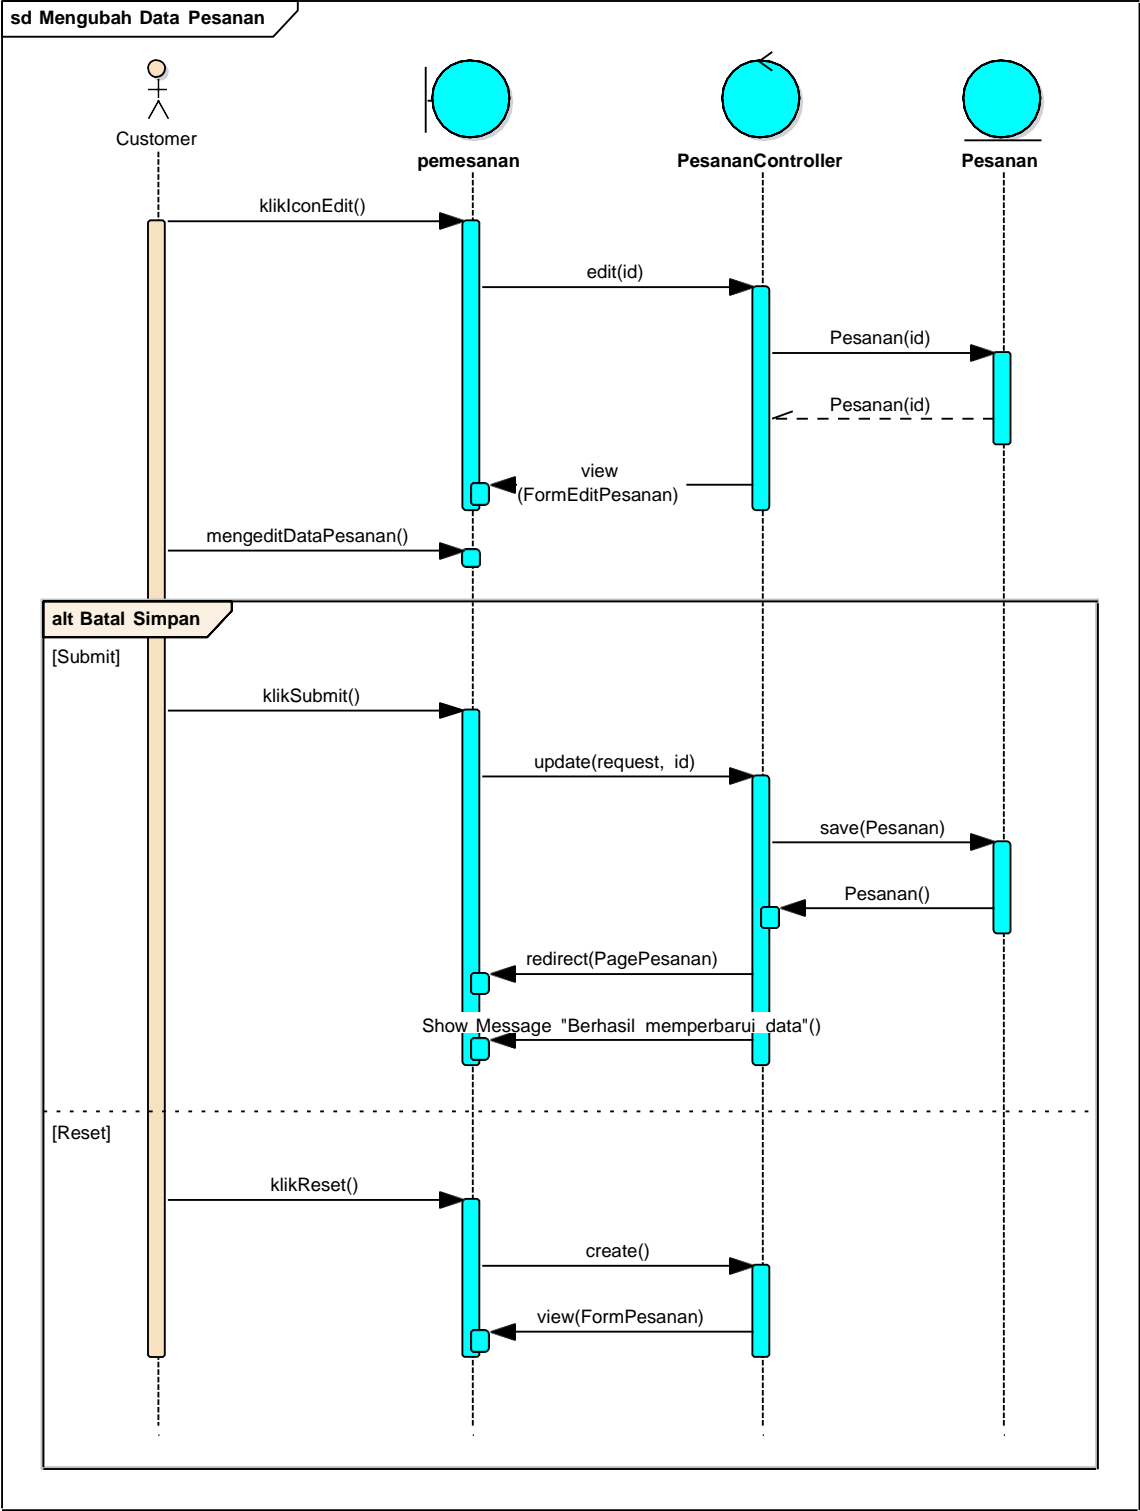 sd Mengubah Data Pesanan
Customer
pemesanan
PesananController
Pesanan
klikIconEdit()
edit(id)
Pesanan(id)
Pesanan(id)
view
(FormEditPesanan)
mengeditDataPesanan()
alt Batal Simpan
[Submit]
klikSubmit()
update(request, id)
save(Pesanan)
Pesanan()
redirect(PagePesanan)
Show Message "Berhasil memperbarui data"()
[Reset]
klikReset()
create()
view(FormPesanan)